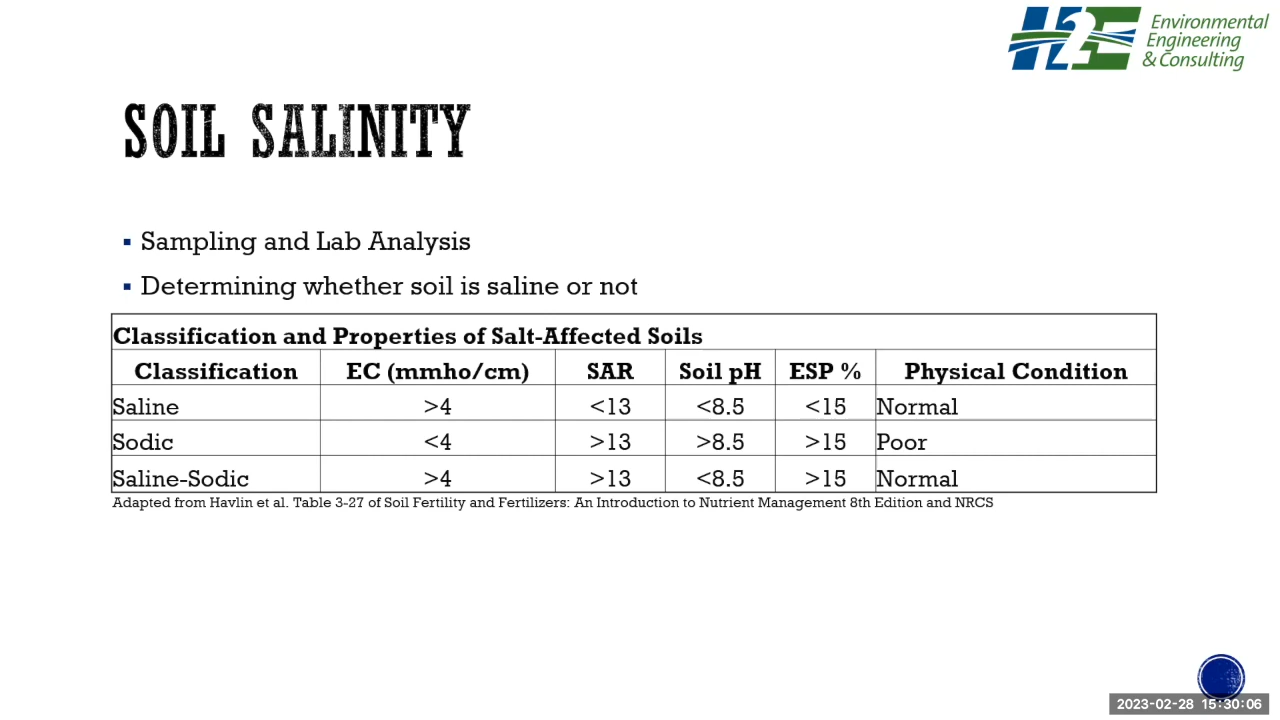 H2E Environmental
Engineering
& Consulting
SOIL SALINITY
▪ Sampling and Lab Analysis
▪ Determining whether soil is saline or not
Classification and Properties of Salt-Affected Soils
Classification EC (mmho/cm) SAR Soil pH ESP % Physical Condition
Saline >4 <13 <8.5 <15 Normal
Sodic <4 >13 >8.5 >15 Poor
Saline-Sodic >4 >13 <8.5 >15 Normal
Adapted from Havlin et al. Table 3-27 of Soil Fertility and Fertilizers: An Introduction to Nutrient Management 8th Edition and NRCS
2023-02-28 15:30:06